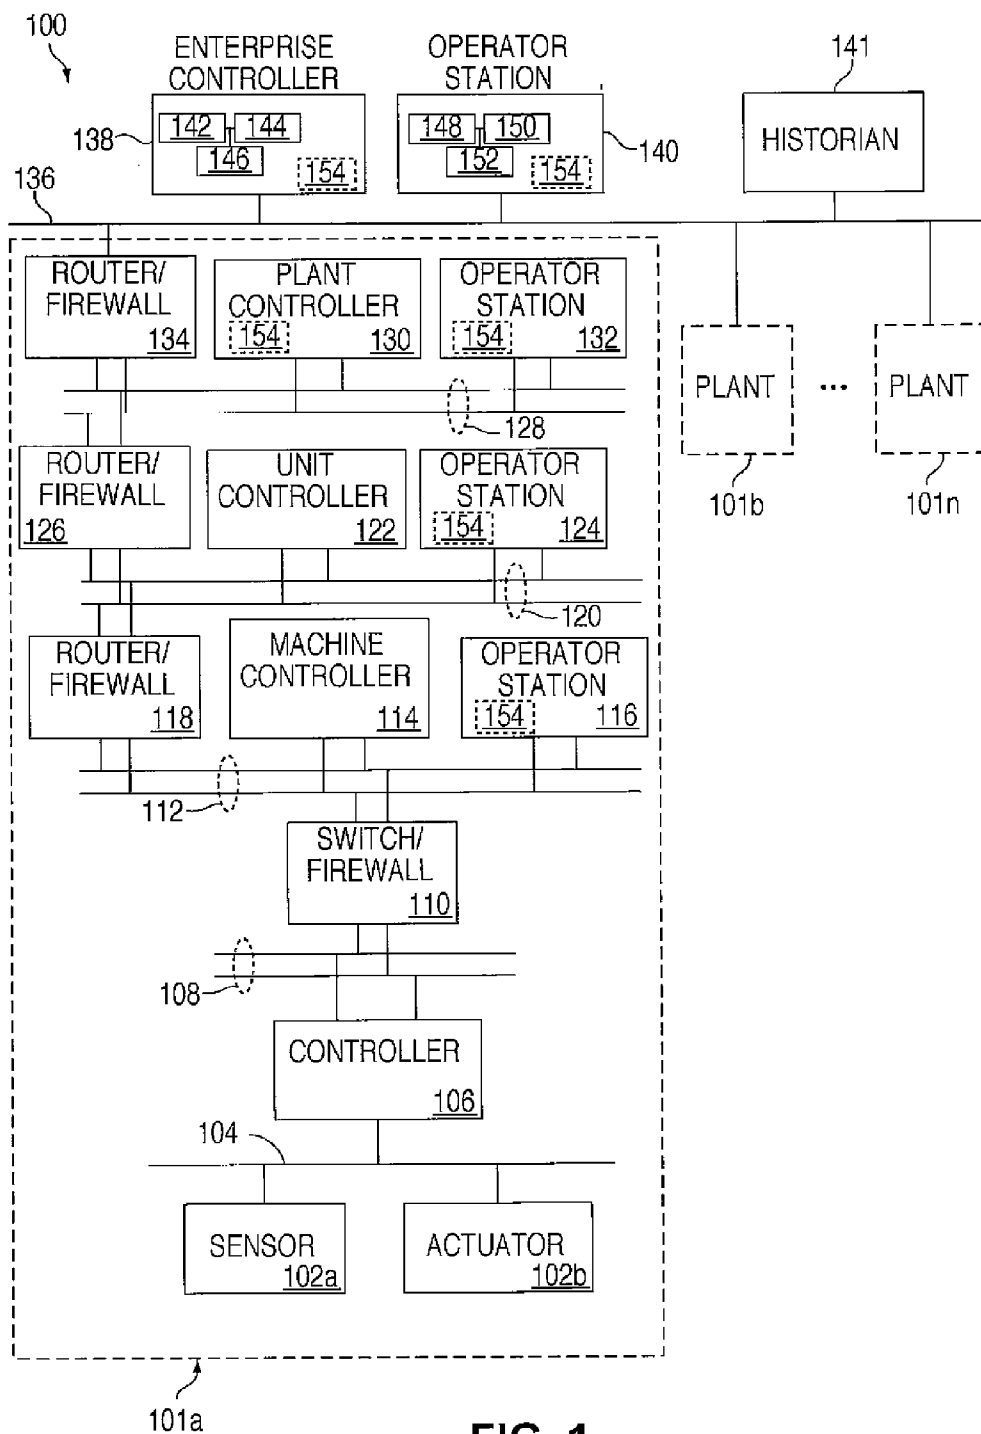 100
ENTERPRISE
CONTROLLER
OPERATOR
STATION
141
138
142
144
146
154
148
150
152
154
140
HISTORIAN
136
ROUTER/
FIREWALL
134
PLANT
CONTROLLER
154
130
OPERATOR
STATION
154
132
PLANT
...
PLANT
128
101b
101n
ROUTER/
FIREWALL
126
UNIT
CONTROLLER
122
OPERATOR
STATION
154
124
120
ROUTER/
FIREWALL
118
MACHINE
CONTROLLER
114
OPERATOR
STATION
154
116
112
SWITCH/
FIREWALL
110
108
CONTROLLER
106
104
SENSOR
102a
ACTUATOR
102b
101a
FIG. 1